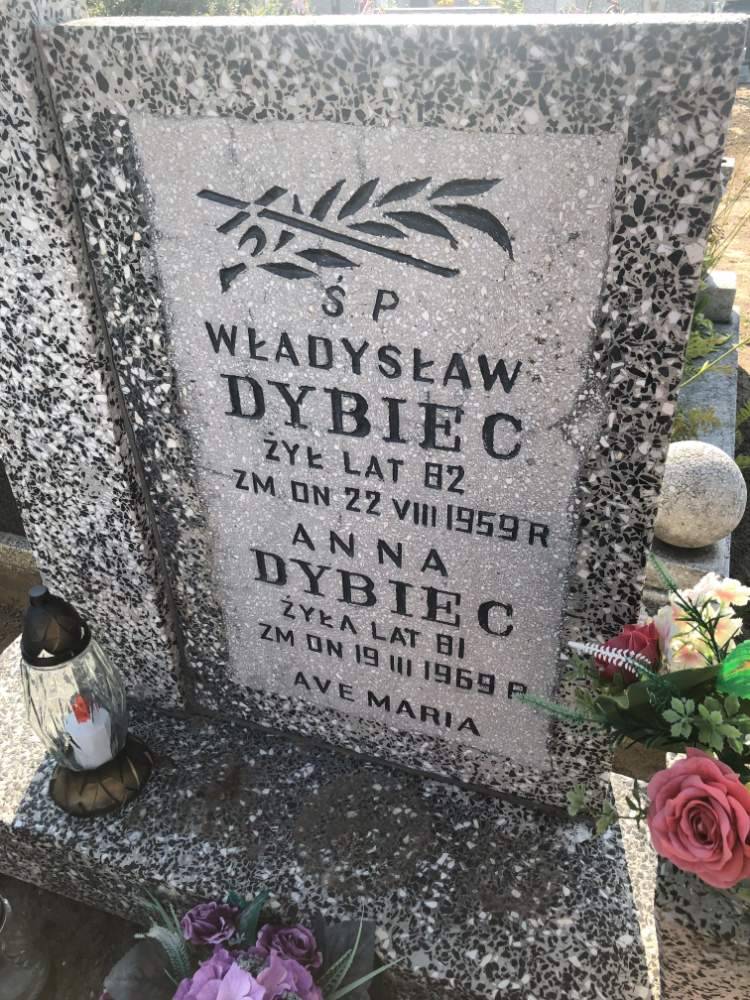 Ś P
WŁADYSŁAW
DYBIEC
ŻYŁ LAT 82
ZM DN 22 VIII 1959 R
ANNA
DYBIEC
ŻYŁA LAT 81
ZM DN 19 III 1969 R
AVE MARIA